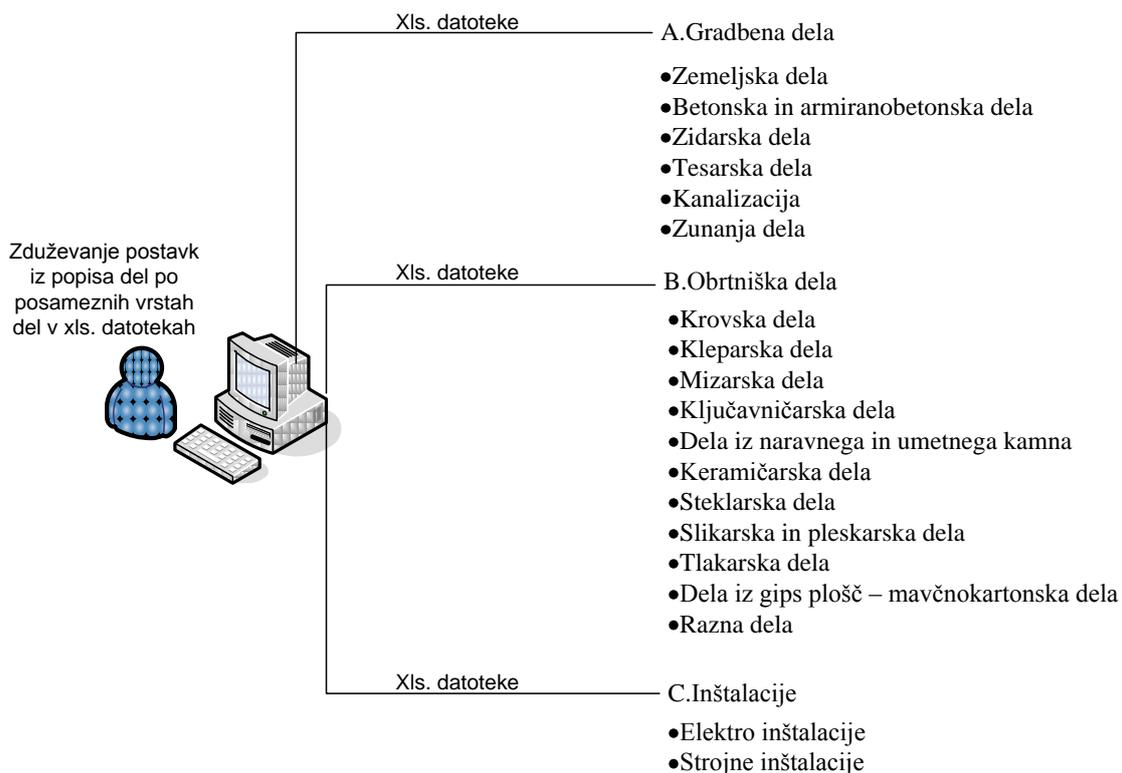 Xls. datoteke
A.Gradbena dela
•Zemeljska dela
•Betonska in armiranobetonska dela
•Zidarska dela
•Tesarska dela
•Kanalizacija
•Zunanja dela
Zduževanje postavk
iz popisa del po
posameznih vrstah
del v xls. datotekah
Xls. datoteke
B.Obrtniška dela
•Krovska dela
•Kleparska dela
•Mizarska dela
•Ključavničarska dela
•Dela iz naravnega in umetnega kamna
•Keramičarska dela
•Steklarska dela
•Slikarska in pleskarska dela
•Tlakarska dela
•Dela iz gips plošč – mavčnokartonska dela
•Razna dela
Xls. datoteke
C.Inštalacije
•Elektro inštalacije
•Strojne inštalacije